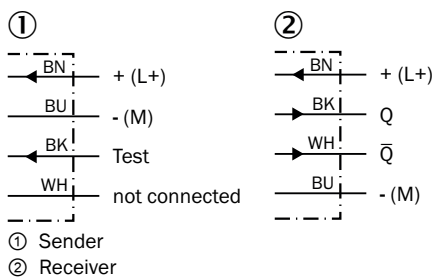 ①
BN + (L+)
BU - (M)
BK Test
WH not connected
②
BN + (L+)
BK Q
WH Q̅
BU - (M)
① Sender
② Receiver